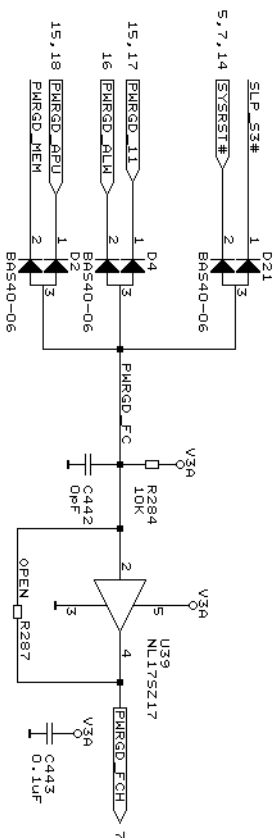 SLP_S3#
1
D21
5,7,14
SYSRST#
2
3
BAS40-06
15,17
PWRGD_11
1
D4
16
PWRGD_ALW
2
3
BAS40-06
15,18
PWRGD_APU
1
D2
PWRGD_MEM
2
3
BAS40-06
PWRGD_FC
V3A
R284
10K
C442
0pF
V3A
U39
NL17SZ17
5
2
4
3
OPEN
R287
PWRGD_FCH
7
V3A
C443
0.1uF